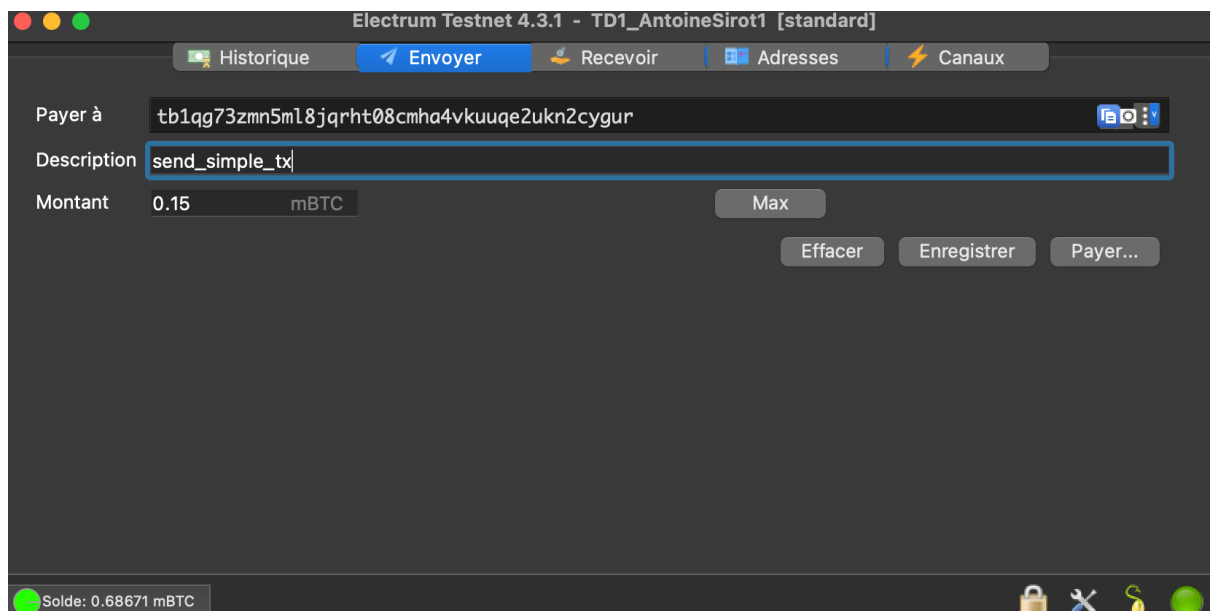 Electrum Testnet 4.3.1 - TD1_AntoineSirot1 [standard]
Historique Envoyer Recevoir Adresses Canaux
Payer à tb1qg73zmn5ml8jqrht08cmha4vkuuqe2ukn2cygur
Description send_simple_tx
Montant 0.15 mBTC Max
Effacer Enregistrer Payer...
Solde: 0.68671 mBTC